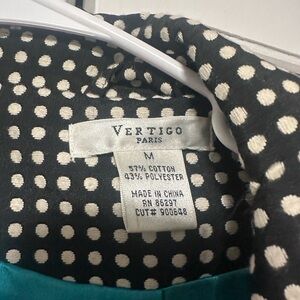 VERTIGO
PARIS
M
57% COTTON
43% POLYESTER
MADE IN CHINA
RN 86297
CUT# 900648